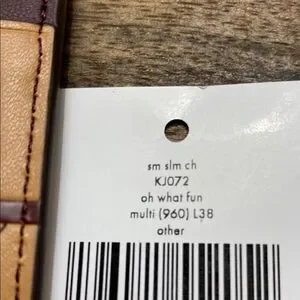 sm slm ch
KJ072
oh what fun
multi (960) L38
other